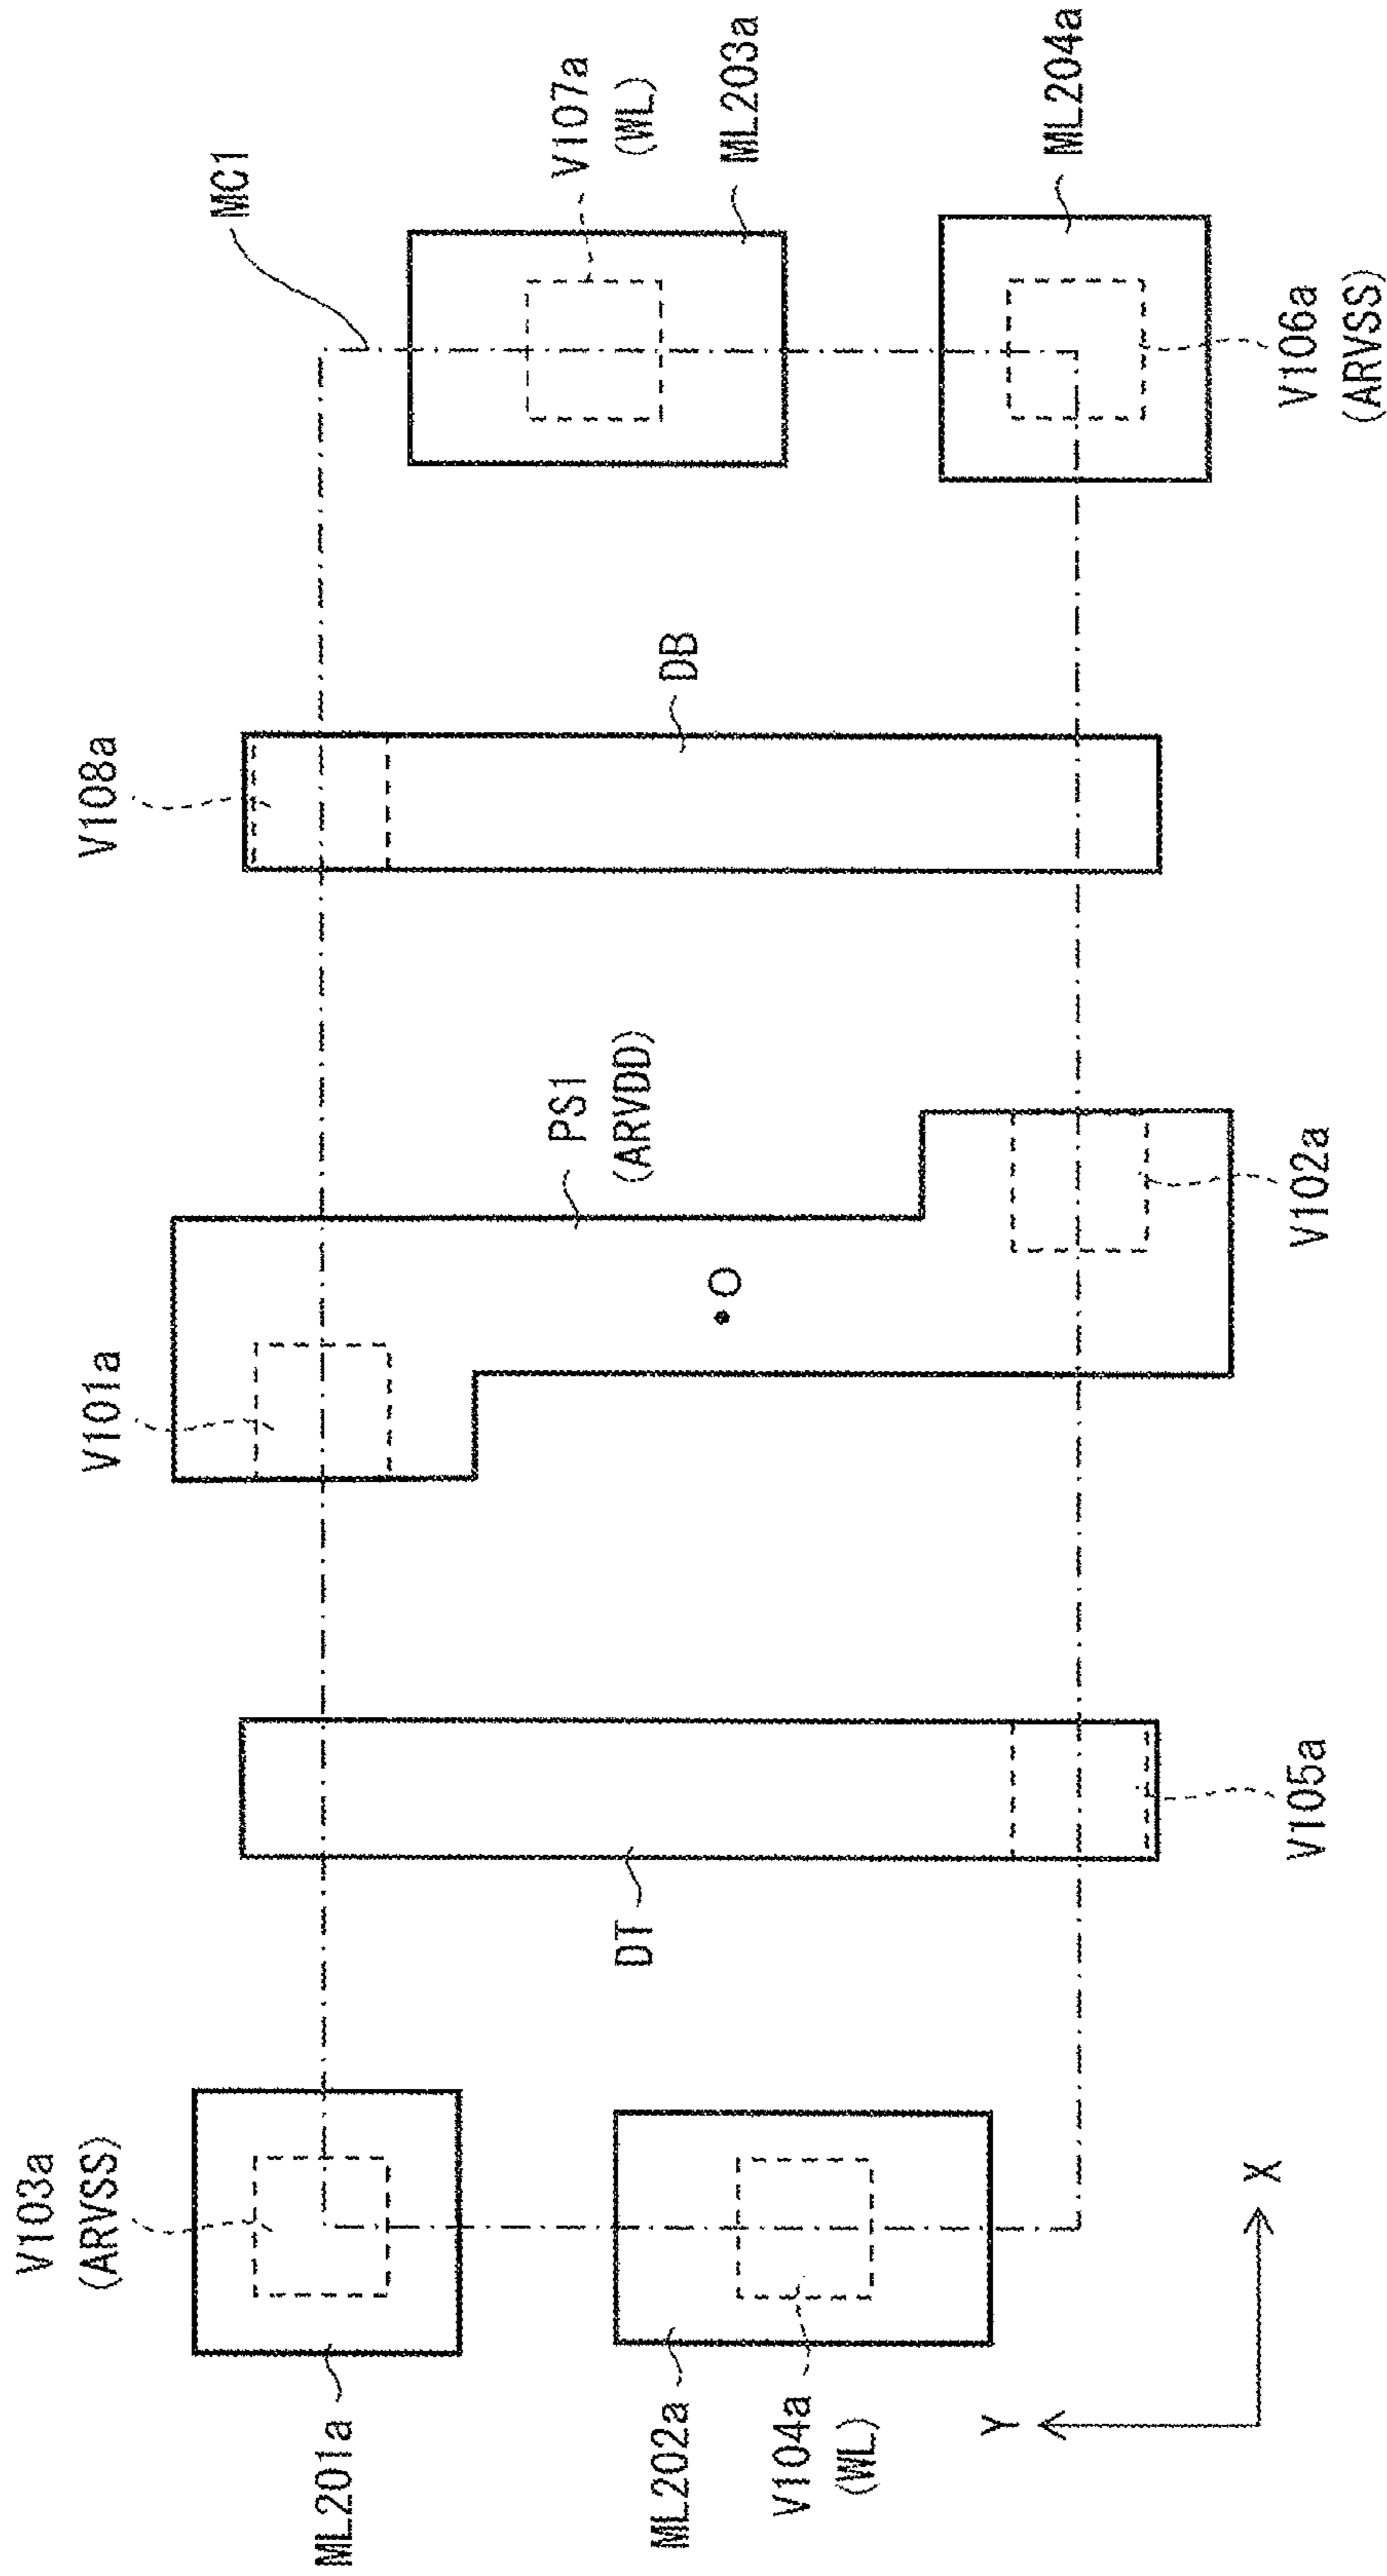 V103a
(ARVSS)
V101a
V108a
MC1
ML201a
PS1
(ARVDD)
V107a
(WL)
DT
ML202a
DB
O
ML203a
V104a
(WL)
Y
ML204a
X
V105a
V102a
V106a
(ARVSS)